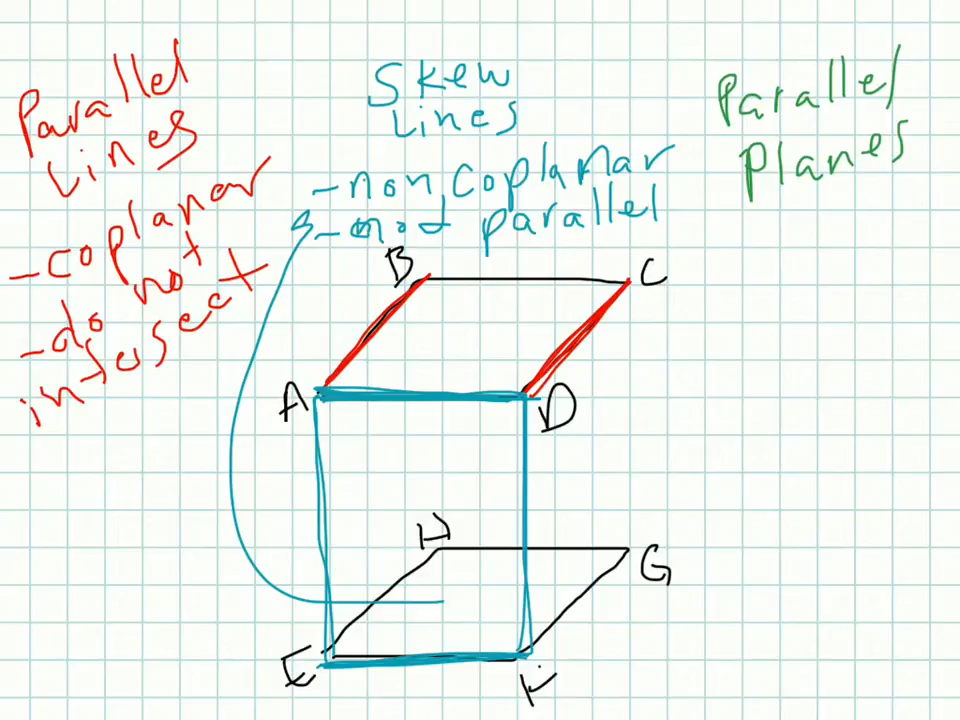 Parallel
Lines
-coplanar
-do not
intersect
Skew
Lines
-non coplanar
-not parallel
Parallel
Planes
B
C
A
D
H
G
E
F